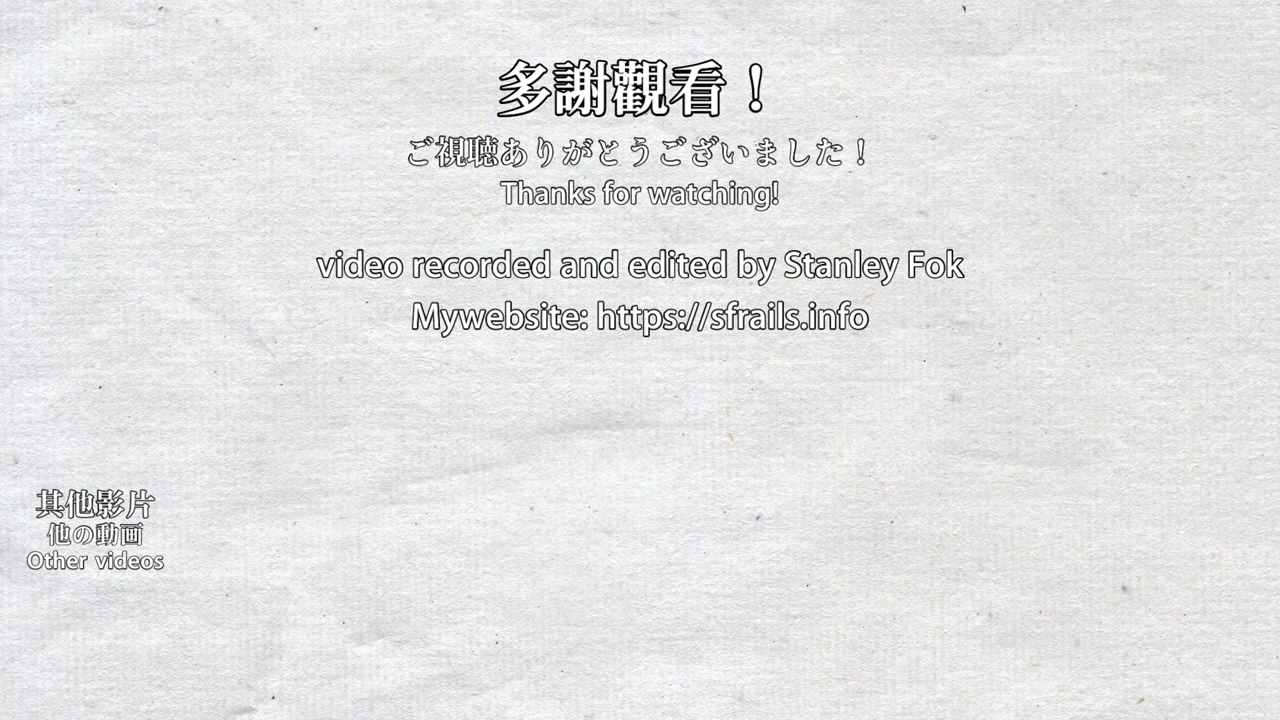 多謝觀看！
ご視聴ありがとうございました！
Thanks for watching!
video recorded and edited by Stanley Fok
Mywebsite: https://sfrails.info
其他影片
他の動画
Other videos